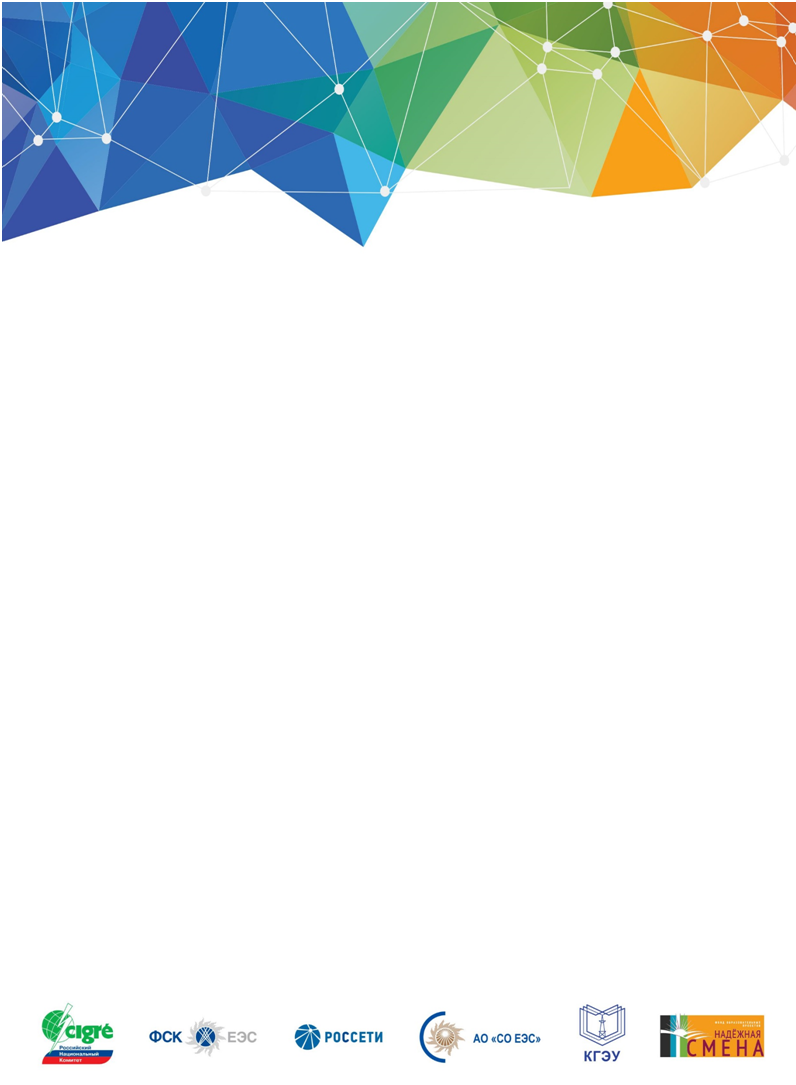 cigré
Российский
Национальный
Комитет
ФСК ЕЭС
РОССЕТИ
АО «СО ЕЭС»
КГЭУ
НАДЁЖНАЯ
СМЕНА